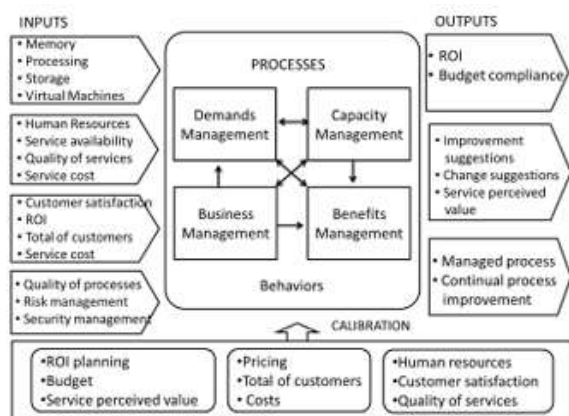 INPUTS
• Memory
• Processing
• Storage
• Virtual Machines
• Human Resources
• Service availability
• Quality of services
• Service cost
• Customer satisfaction
• ROI
• Total of customers
• Service cost
• Quality of processes
• Risk management
• Security management
PROCESSES
Demands
Management
Capacity
Management
Business
Management
Benefits
Management
Behaviors
OUTPUTS
• ROI
• Budget compliance
• Improvement
suggestions
• Change suggestions
• Service perceived
value
• Managed process
• Continual process
improvement
CALIBRATION
•ROI planning
•Budget
•Service perceived value
•Pricing
•Total of customers
• Costs
•Human resources
•Customer satisfaction
•Quality of services